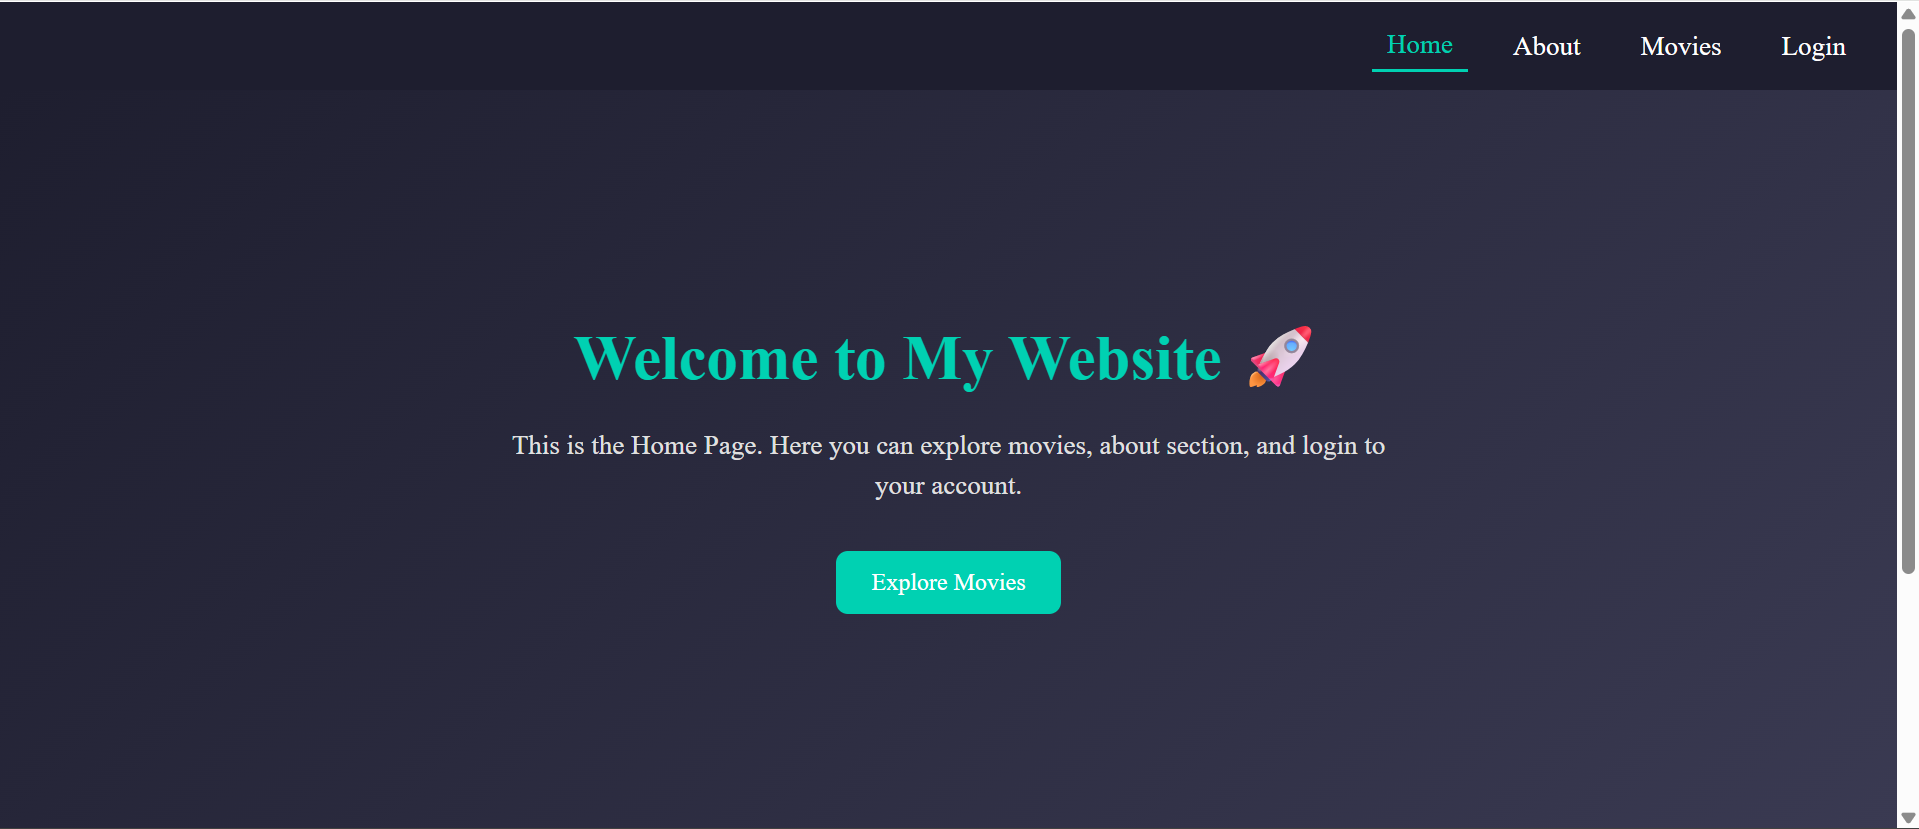 Home About Movies Login
Welcome to My Website 🚀
This is the Home Page. Here you can explore movies, about section, and login to
your account.
Explore Movies